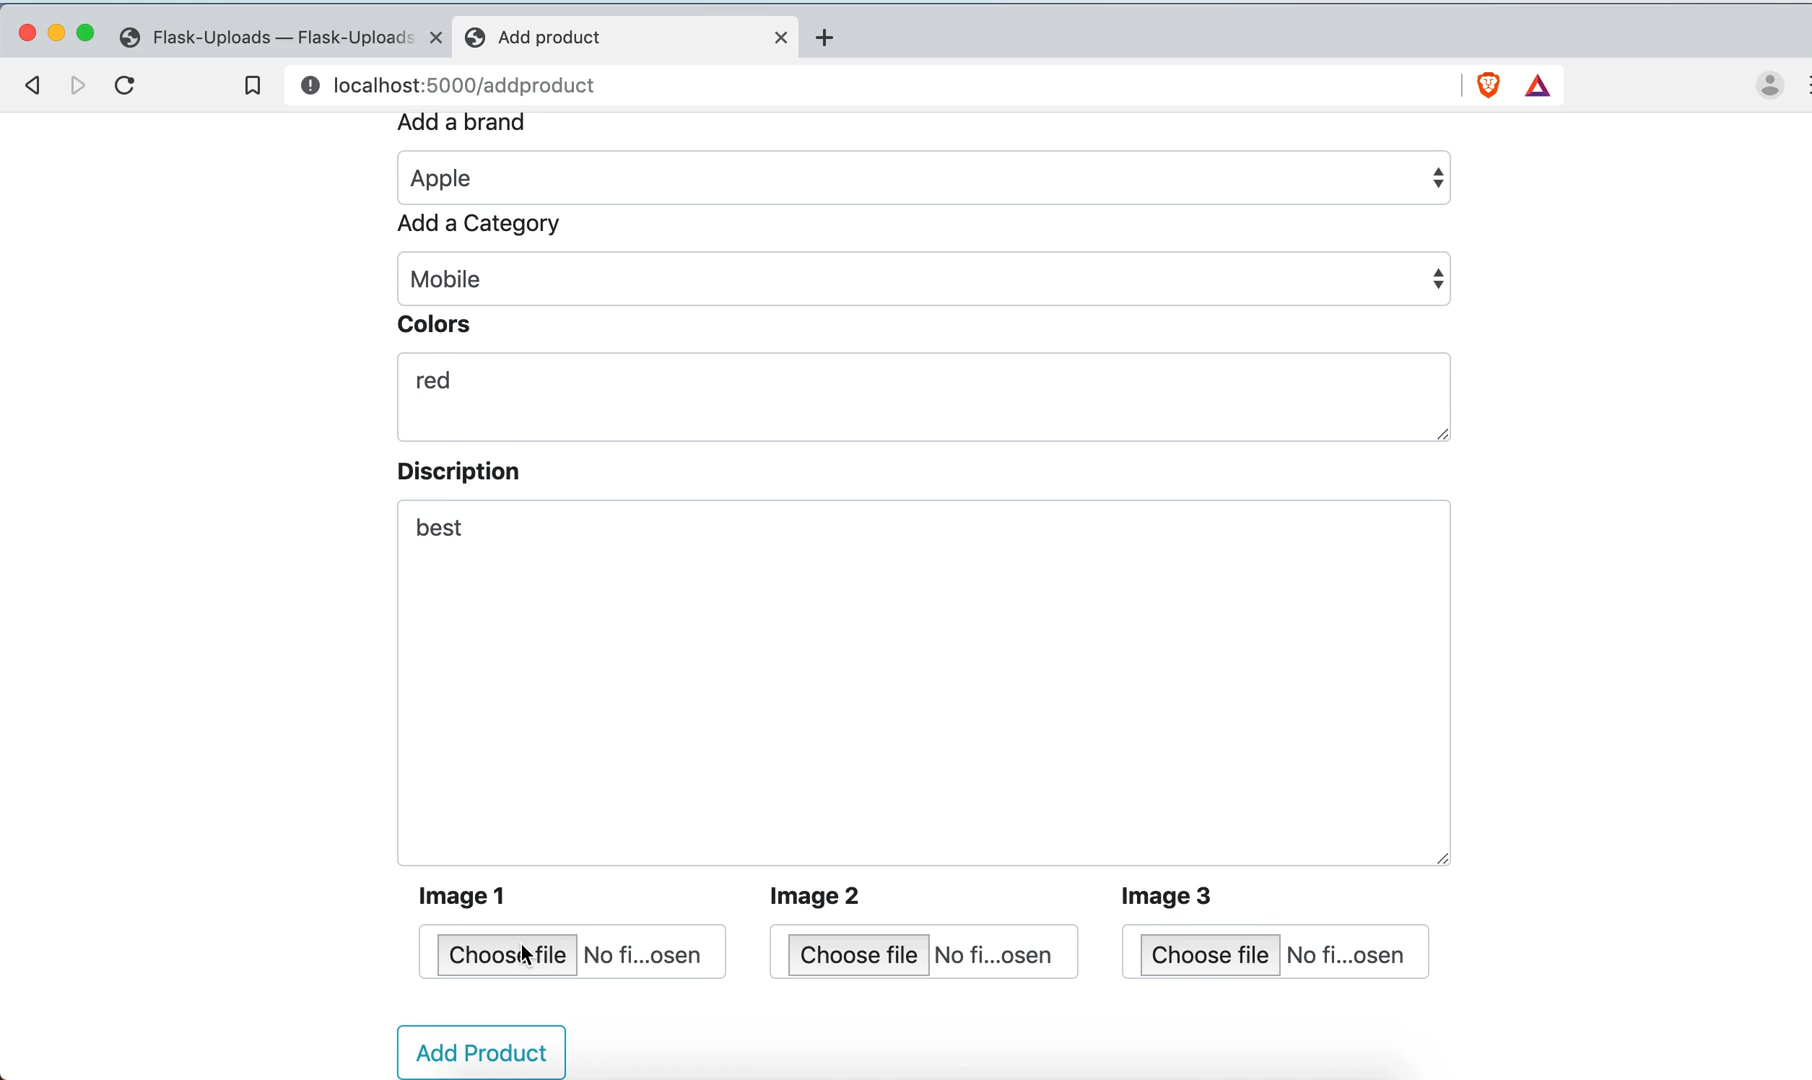 Flask-Uploads — Flask-Uploads
Add product
localhost:5000/addproduct
Add a brand
Apple
Add a Category
Mobile
Colors
red
Discription
best
Image 1 Image 2 Image 3
Choose file No fi...osen Choose file No fi...osen Choose file No fi...osen
Add Product